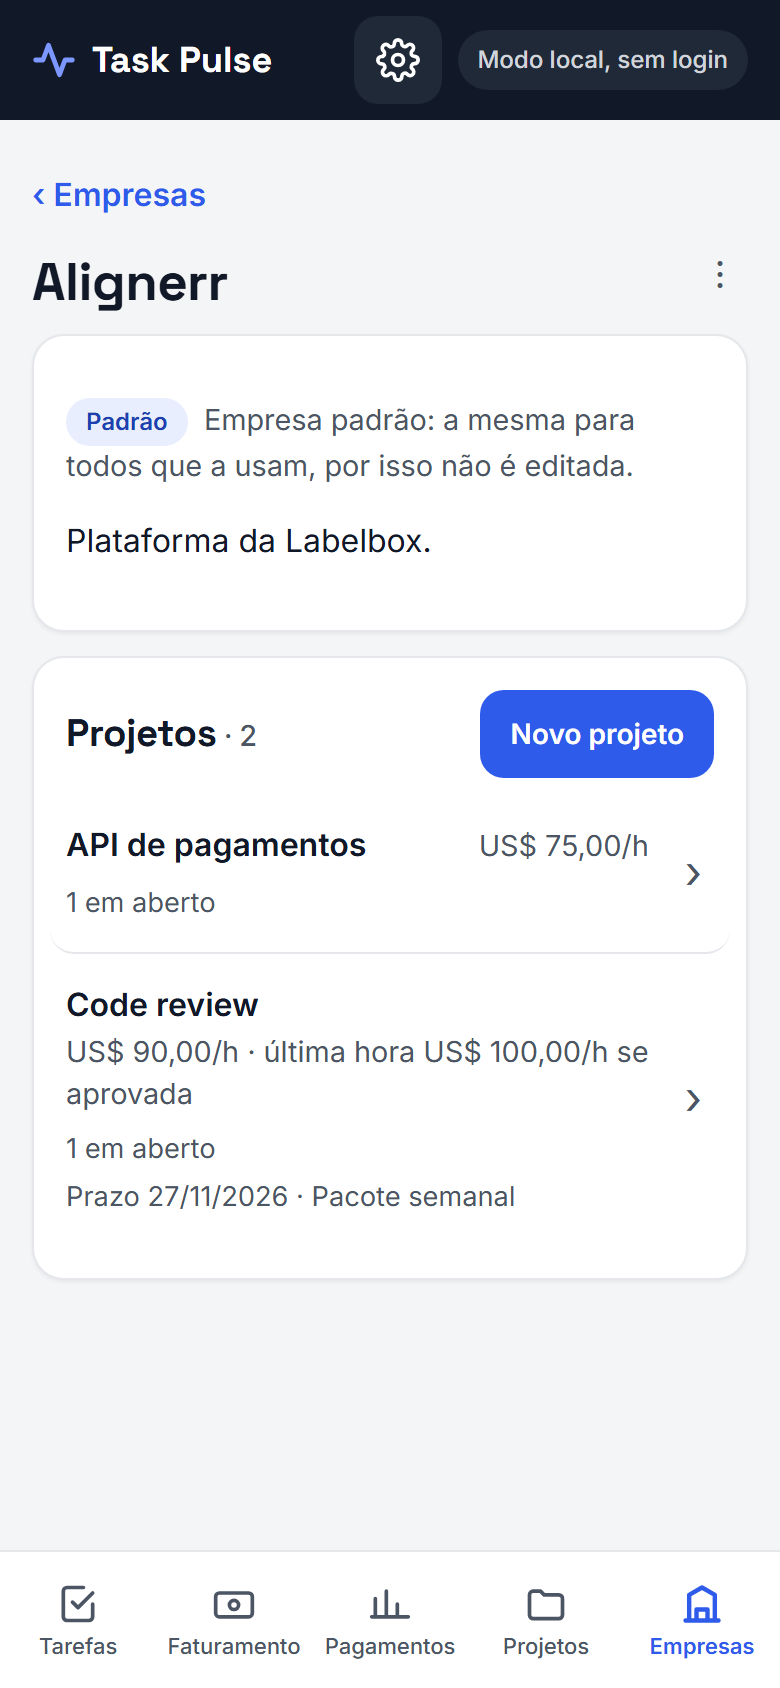 Task Pulse
Modo local, sem login
‹ Empresas
Alignerr
Padrão Empresa padrão: a mesma para
todos que a usam, por isso não é editada.
Plataforma da Labelbox.
Projetos · 2
Novo projeto
API de pagamentos US$ 75,00/h
1 em aberto
Code review
US$ 90,00/h · última hora US$ 100,00/h se
aprovada
1 em aberto
Prazo 27/11/2026 · Pacote semanal
Tarefas
Faturamento
Pagamentos
Projetos
Empresas